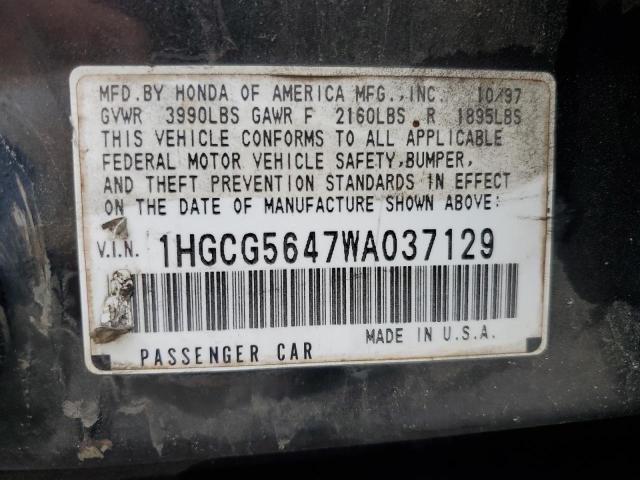 MFD.BY HONDA OF AMERICA MFG.,INC. 10/97
GVWR 3990LBS GAWR F 2160LBS R 1895LBS
THIS VEHICLE CONFORMS TO ALL APPLICABLE
FEDERAL MOTOR VEHICLE SAFETY,BUMPER,
AND THEFT PREVENTION STANDARDS IN EFFECT
ON THE DATE OF MANUFACTURE SHOWN ABOVE:
V.I.N. 1HGCG5647WA037129
PASSENGER CAR MADE IN U.S.A.